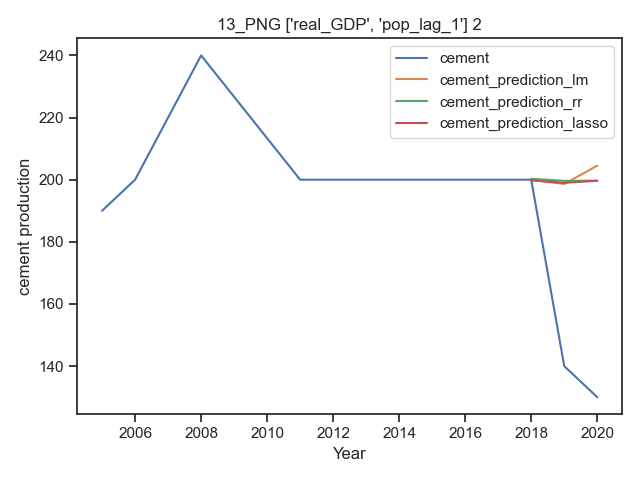 13_PNG ['real_GDP', 'pop_lag_1'] 2
cement
cement_prediction_lm
cement_prediction_rr
cement_prediction_lasso
cement production
240
220
200
180
160
140
2006 2008 2010 2012 2014 2016 2018 2020
Year